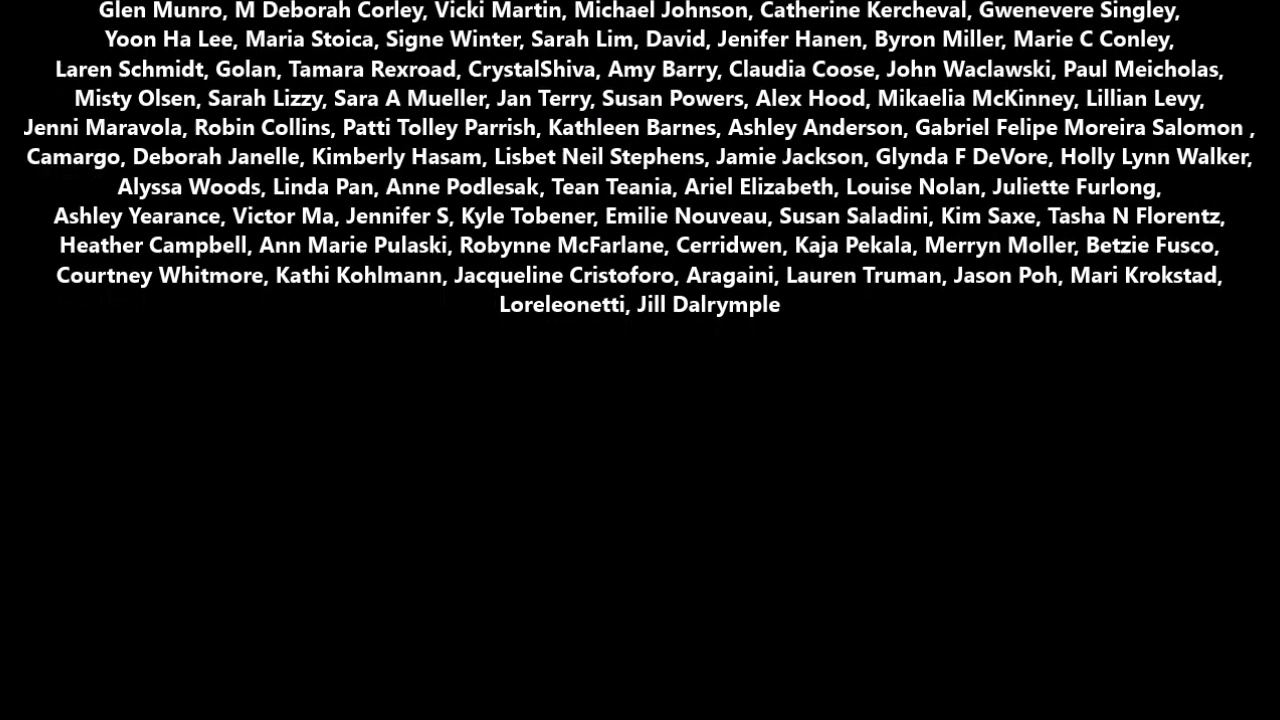 Glen Munro, M Deborah Corley, Vicki Martin, Michael Johnson, Catherine Kercheval, Gwenevere Singley,
Yoon Ha Lee, Maria Stoica, Signe Winter, Sarah Lim, David, Jenifer Hanen, Byron Miller, Marie C Conley,
Laren Schmidt, Golan, Tamara Rexroad, CrystalShiva, Amy Barry, Claudia Coose, John Waclawski, Paul Meicholas,
Misty Olsen, Sarah Lizzy, Sara A Mueller, Jan Terry, Susan Powers, Alex Hood, Mikaelia McKinney, Lillian Levy,
Jenni Maravola, Robin Collins, Patti Tolley Parrish, Kathleen Barnes, Ashley Anderson, Gabriel Felipe Moreira Salomon ,
Camargo, Deborah Janelle, Kimberly Hasam, Lisbet Neil Stephens, Jamie Jackson, Glynda F DeVore, Holly Lynn Walker,
Alyssa Woods, Linda Pan, Anne Podlesak, Tean Teania, Ariel Elizabeth, Louise Nolan, Juliette Furlong,
Ashley Yearance, Victor Ma, Jennifer S, Kyle Tobener, Emilie Nouveau, Susan Saladini, Kim Saxe, Tasha N Florentz,
Heather Campbell, Ann Marie Pulaski, Robynne McFarlane, Cerridwen, Kaja Pekala, Merryn Moller, Betzie Fusco,
Courtney Whitmore, Kathi Kohlmann, Jacqueline Cristoforo, Aragaini, Lauren Truman, Jason Poh, Mari Krokstad,
Loreleonetti, Jill Dalrymple